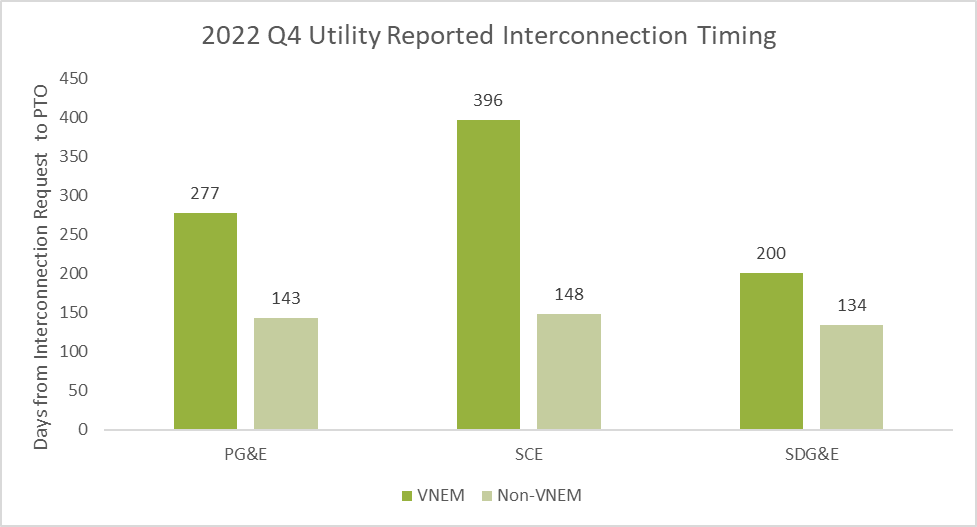 2022 Q4 Utility Reported Interconnection Timing
Days from Interconnection Request to PTO
450
400
350
300
250
200
150
100
50
0
277
143
396
148
200
134
PG&E
SCE
SDG&E
VNEM
Non-VNEM